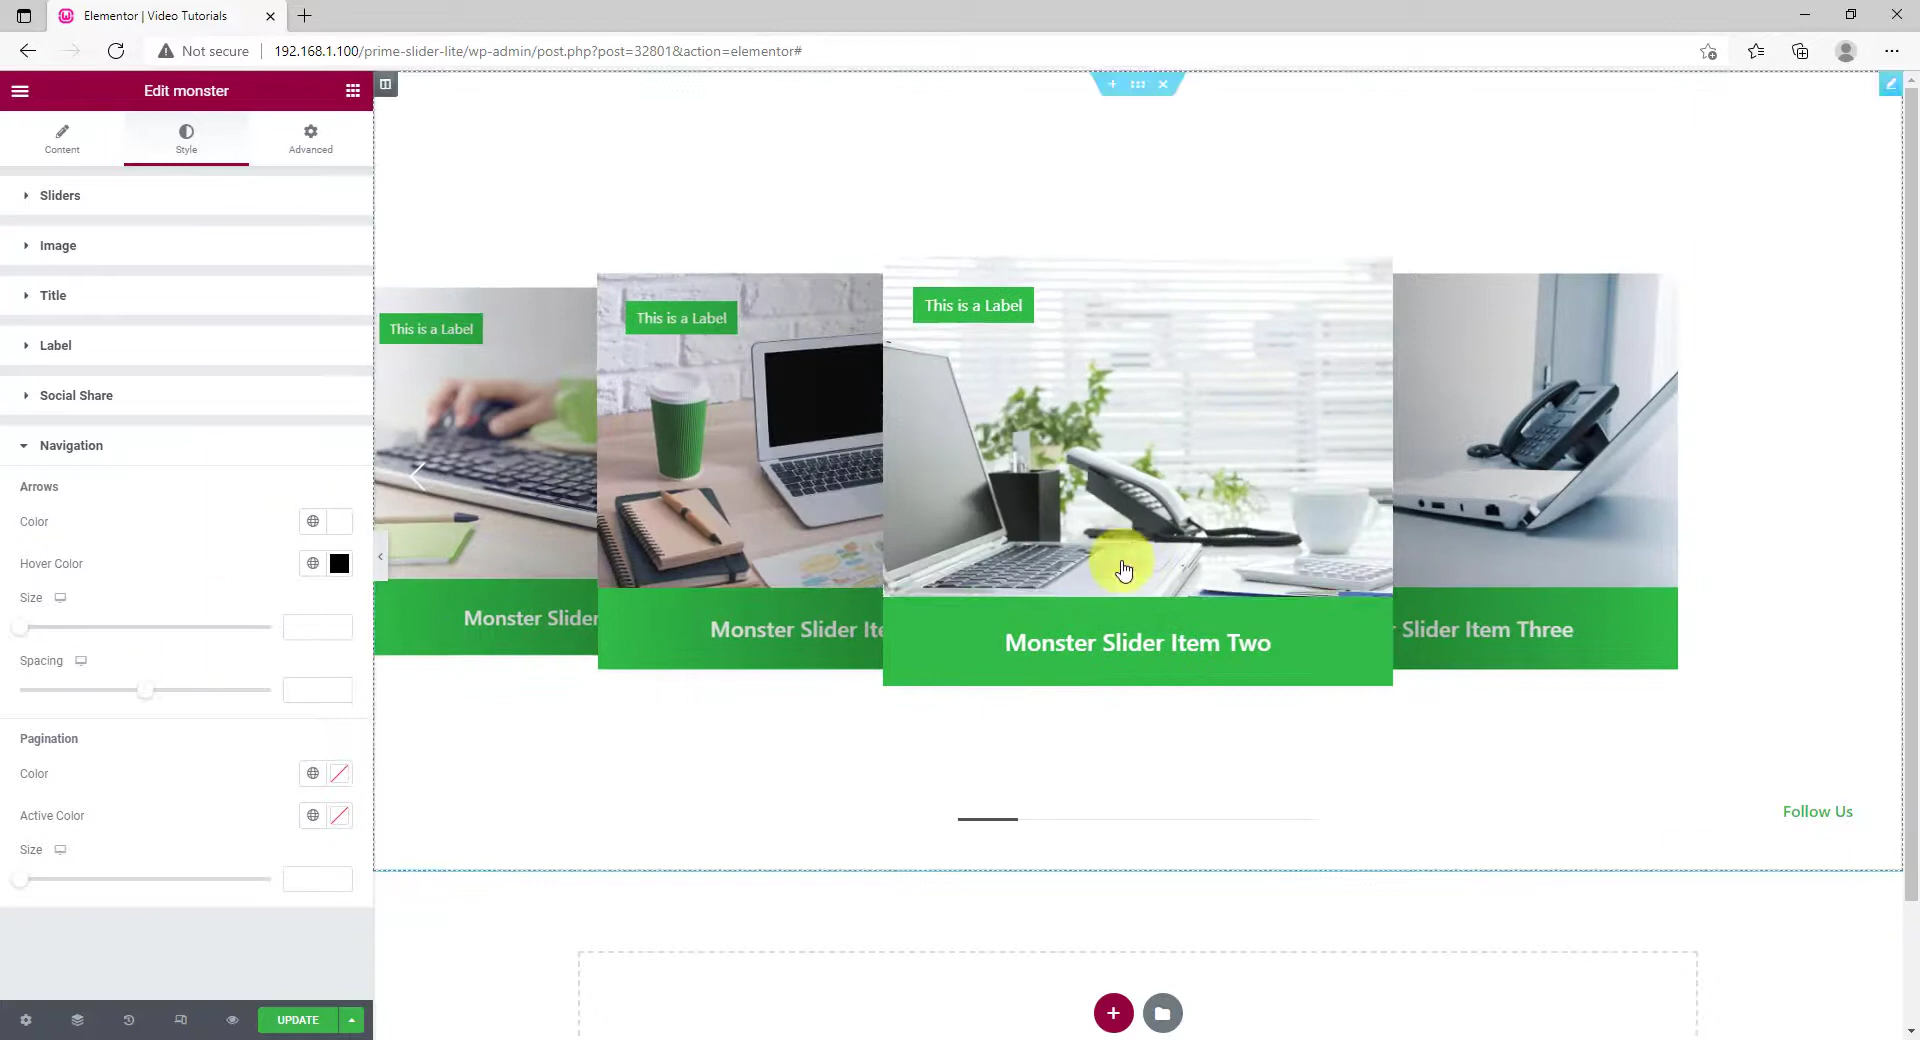 Elementor | Video Tutorials
Not secure
192.168.1.100/prime-slider-lite/wp-admin/post.php?post=32801&action=elementor#
Edit monster
Content
Style
Advanced
Sliders
Image
Title
Label
Social Share
Navigation
Arrows
Color
Hover Color
Size
Spacing
Pagination
Color
Active Color
Size
UPDATE
This is a Label
This is a Label
This is a Label
Monster Slider
Monster Slider Ite
Monster Slider Item Two
Slider Item Three
Follow Us